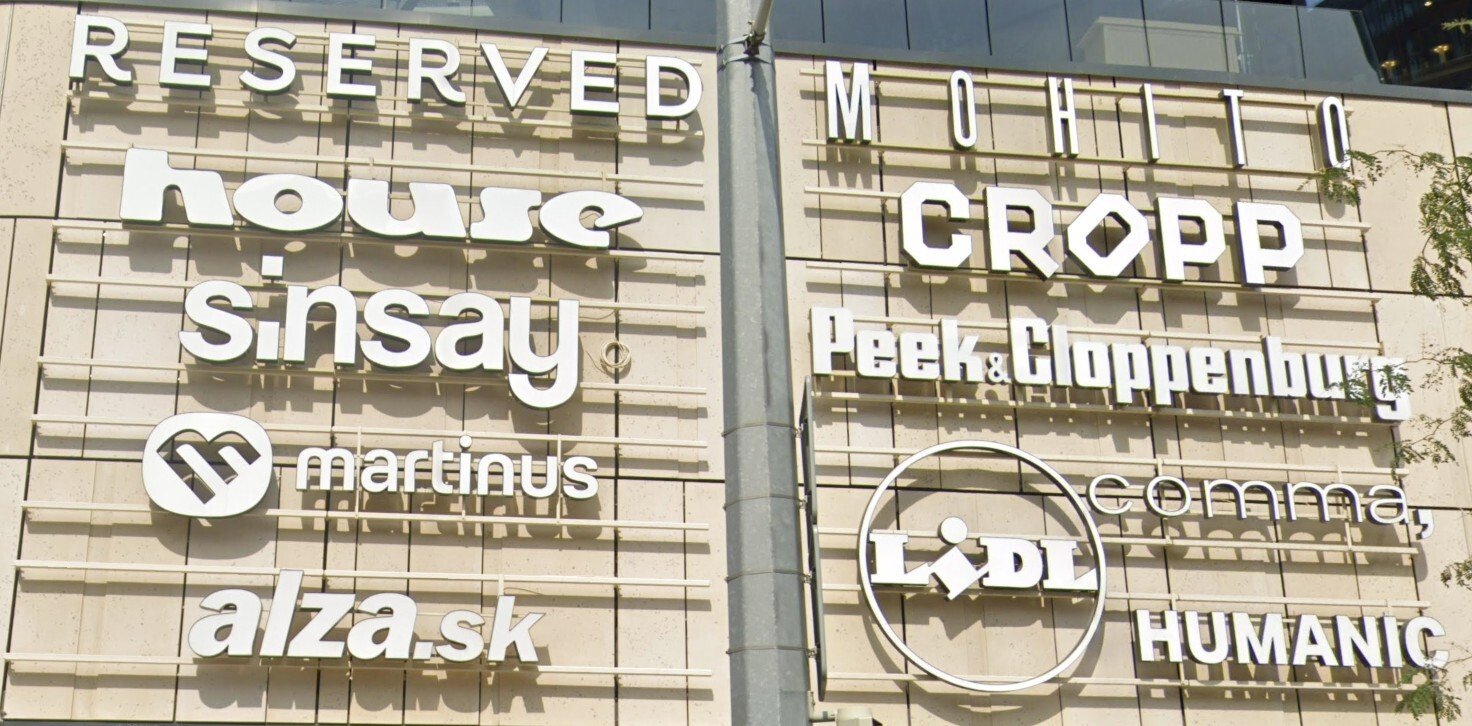 RESERVED
house
sinsay
martinus
alza.sk
MOHITO
CROPP
Peek&Cloppenburg
comma,
LiDL
HUMANIC